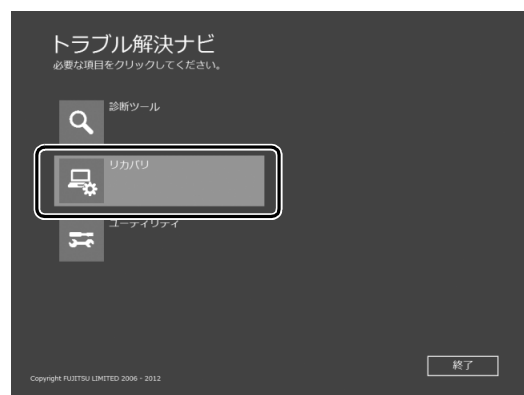 トラブル解決ナビ
必要な項目をクリックしてください。
診断ツール
リカバリ
ユーティリティ
終了
Copyright FUJITSU LIMITED 2006 - 2012